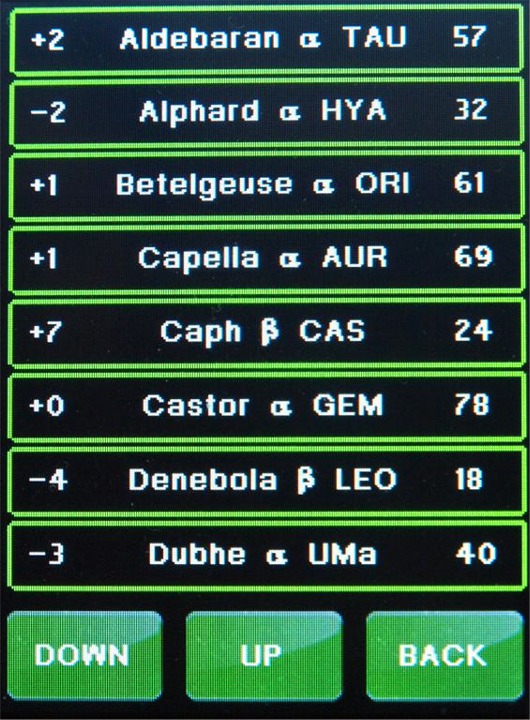 +2 Aldebaran α TAU 57
−2 Alphard α HYA 32
+1 Betelgeuse α ORI 61
+1 Capella α AUR 69
+7 Caph β CAS 24
+0 Castor α GEM 78
−4 Denebola β LEO 18
−3 Dubhe α UMa 40
DOWN UP BACK